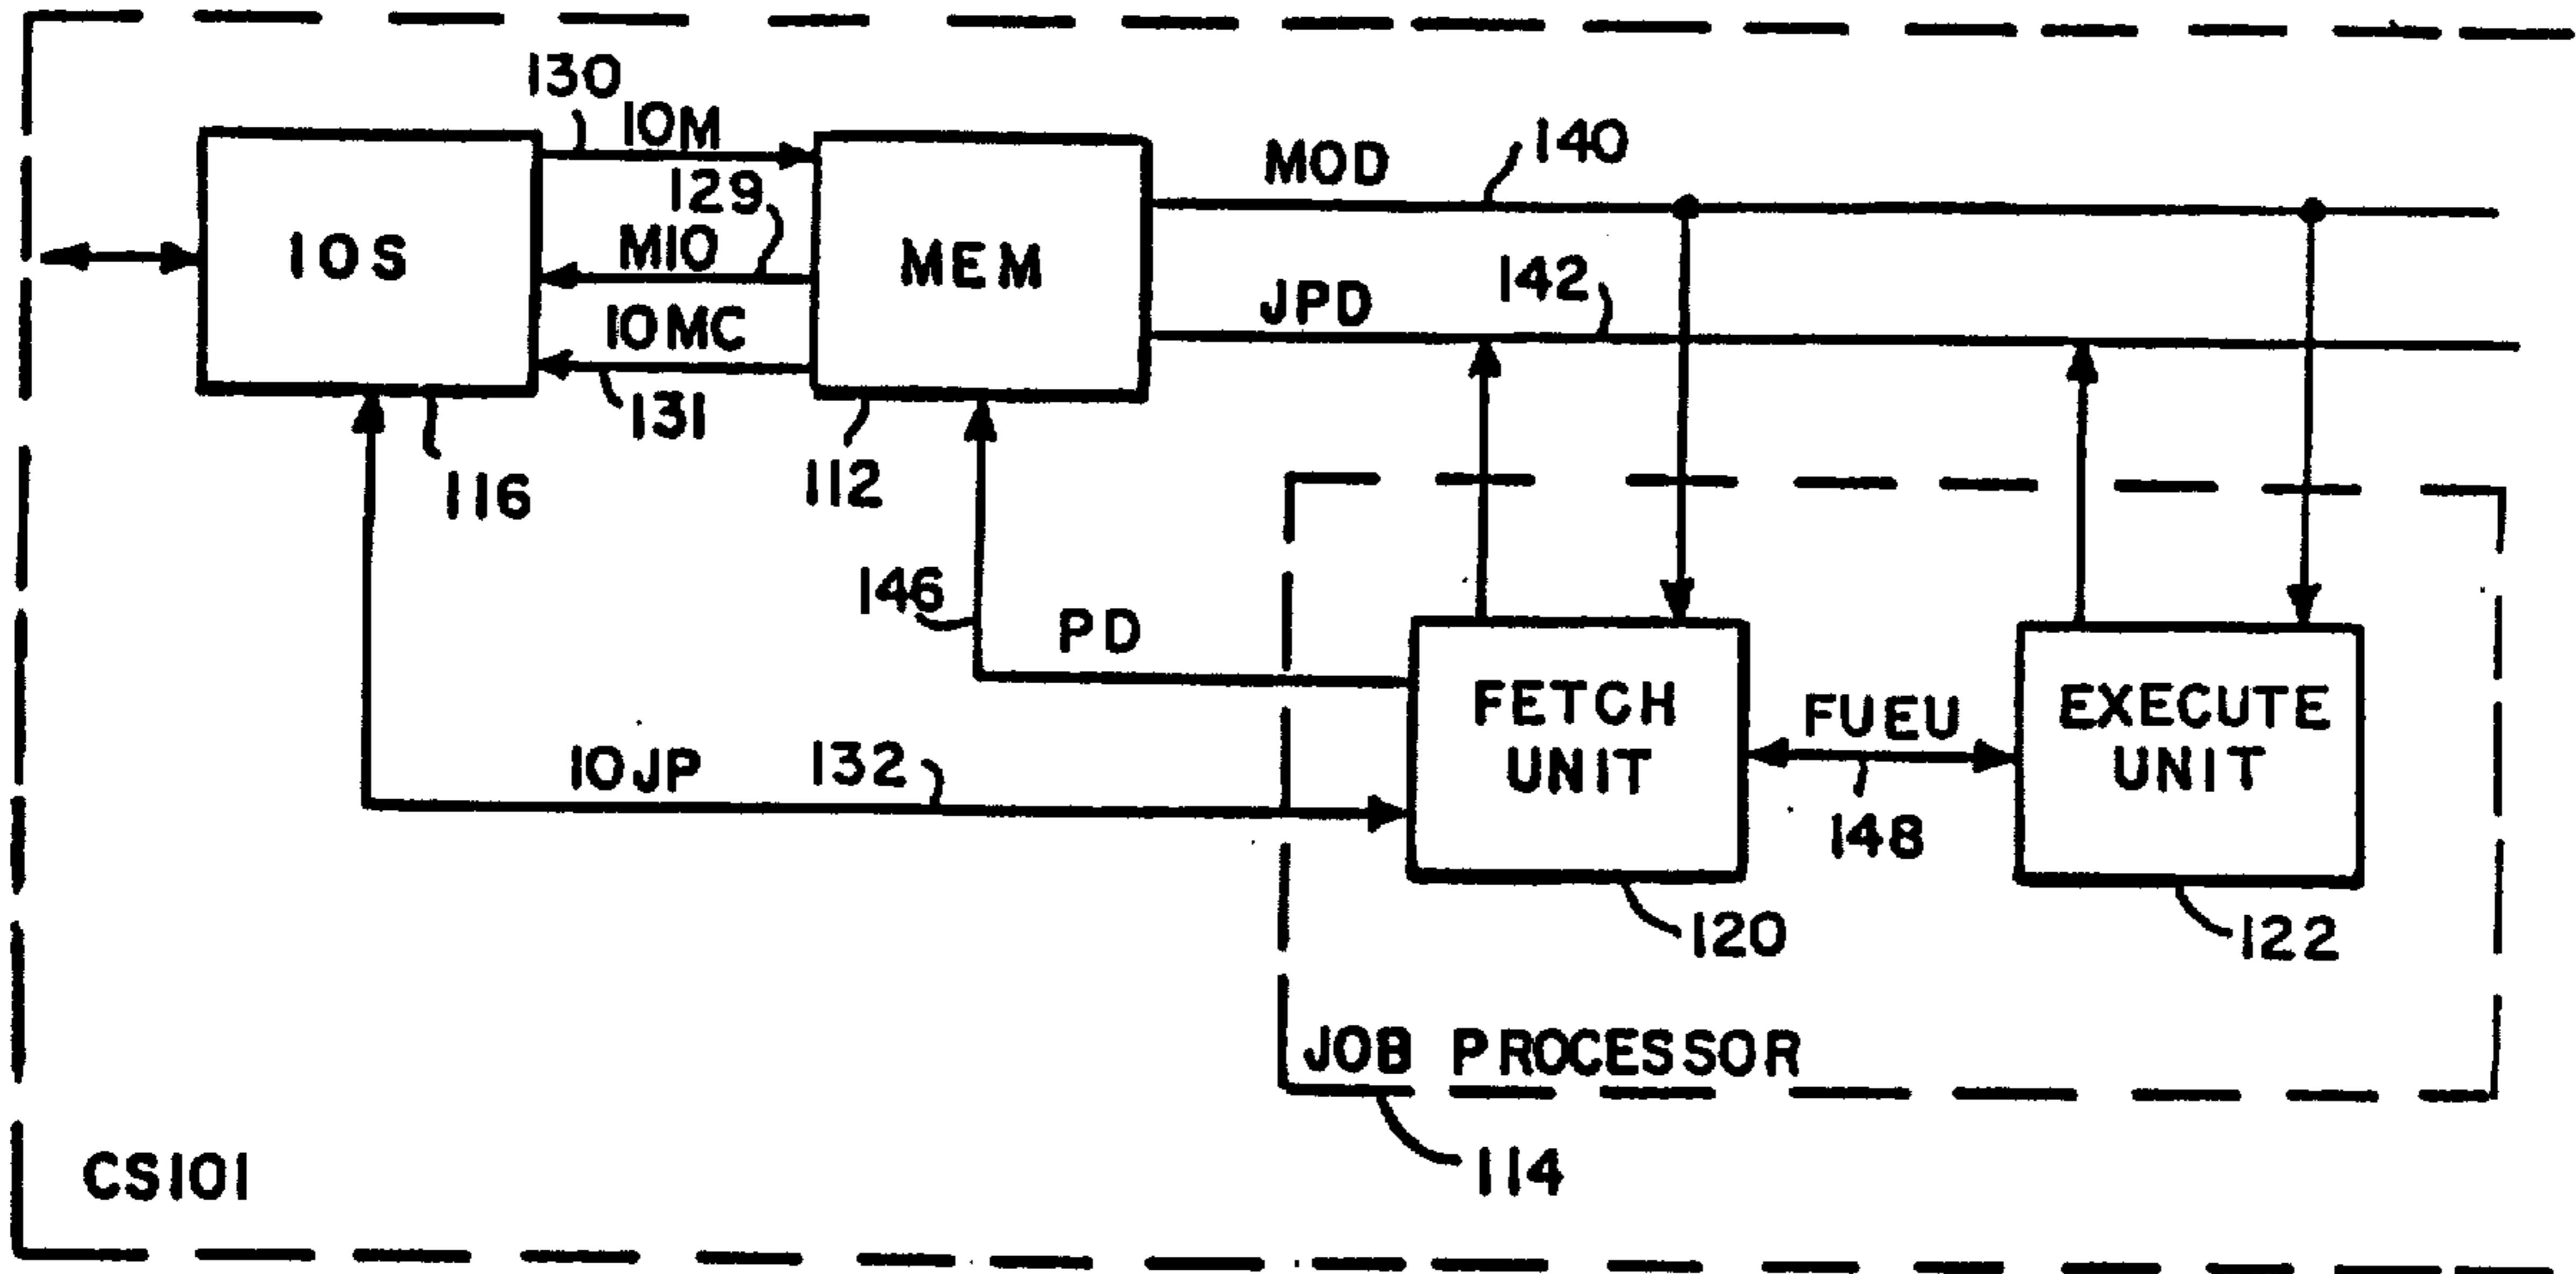 130
IOM
129
MIO
IOMC
131
IOS
MEM
MOD
140
JPD
142
116
112
146
PD
IOJP
132
FETCH
UNIT
FUEU
148
EXECUTE
UNIT
120
122
JOB PROCESSOR
114
CS101